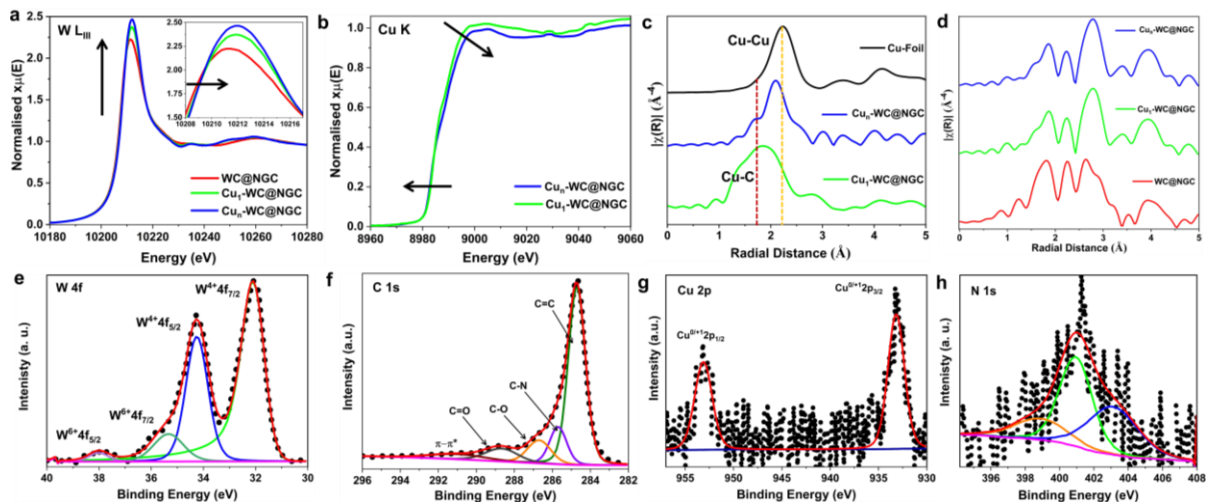 a
W L_III
Normalised xμ(E)
2.5
2.0
1.5
1.0
0.5
0.0
10180 10200 10220 10240 10260 10280
Energy (eV)
WC@NGC
Cu₁-WC@NGC
Cuₙ-WC@NGC
2.50
2.25
2.00
1.75
1.50
10208 10210 10212 10214 10216
b
Cu K
Normalised xμ(E)
1.0
0.8
0.6
0.4
0.2
0.0
8960 8980 9000 9020 9040 9060
Energy (eV)
Cuₙ-WC@NGC
Cu₁-WC@NGC
c
|χ(R)| (Å⁻⁴)
Cu-Cu
Cu-Foil
Cuₙ-WC@NGC
Cu-C
Cu₁-WC@NGC
0 1 2 3 4 5
Radial Distance (Å)
d
|χ(R)| (Å⁻⁴)
Cuₙ-WC@NGC
Cu₁-WC@NGC
WC@NGC
0 1 2 3 4 5
Radial Distance (Å)
e
W 4f
Intenisty (a. u.)
W⁴⁺4f₇/₂
W⁴⁺4f₅/₂
W⁶⁺4f₇/₂
W⁶⁺4f₅/₂
40 38 36 34 32 30
Binding Energy (eV)
f
C 1s
Intensity (a.u.)
C=C
C-N
C-O
C=O
π−π*
296 294 292 290 288 286 284 282
Binding Energy (eV)
g
Cu 2p
Intensity (a.u.)
Cu⁰/⁺¹2p₃/₂
Cu⁰/⁺¹2p₁/₂
955 950 945 940 935 930
Binding Energy (eV)
h
N 1s
Intensity (a. u.)
396 398 400 402 404 406 408
Binding Energy (eV)